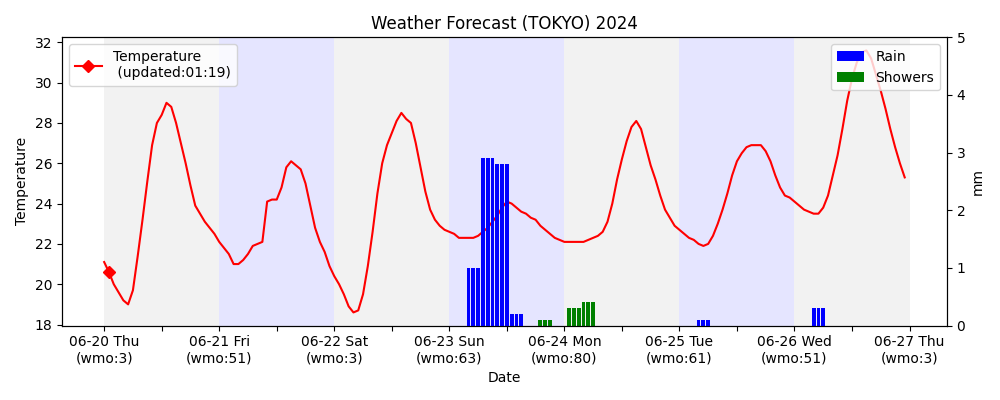 Weather Forecast (TOKYO) 2024
Temperature
(updated:01:19)
Rain
Showers
Temperature
32
30
28
26
24
22
20
18
5
4
3
2
1
0
mm
06-20 Thu
(wmo:3)
06-21 Fri
(wmo:51)
06-22 Sat
(wmo:3)
06-23 Sun
(wmo:63)
06-24 Mon
(wmo:80)
06-25 Tue
(wmo:61)
06-26 Wed
(wmo:51)
06-27 Thu
(wmo:3)
Date